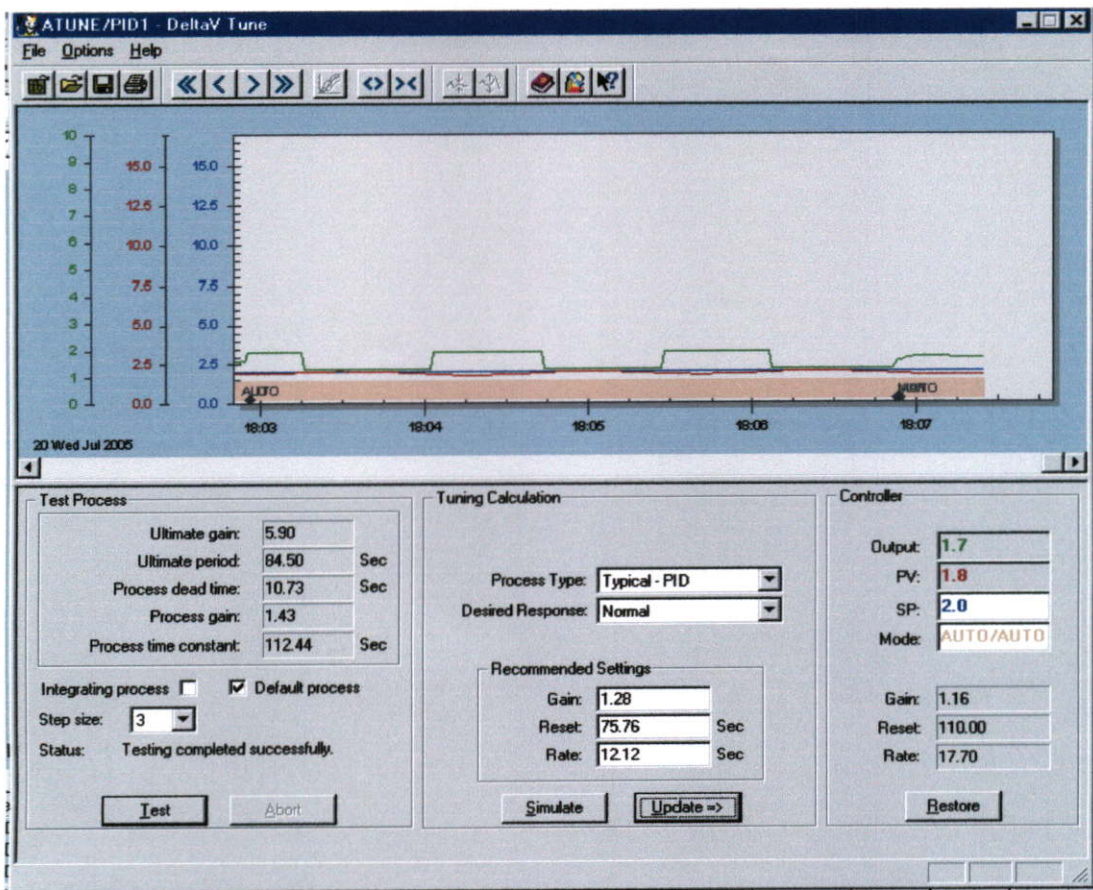 ATUNE/PID1 - DeltaV Tune
File Options Help
10
9
8
7
6
5
4
3
2
1
0
15.0
12.5
10.0
7.5
5.0
2.5
0.0
15.0
12.5
10.0
7.5
5.0
2.5
0.0
18:03 18:04 18:05 18:06 18:07
20 Wed Jul 2005
Test Process
Ultimate gain: 5.90
Ultimate period: 84.50 Sec
Process dead time: 10.73 Sec
Process gain: 1.43
Process time constant: 112.44 Sec
Integrating process Default process
Step size: 3
Status: Testing completed successfully.
Test Abort
Tuning Calculation
Process Type: Typical - PID
Desired Response: Normal
Recommended Settings
Gain: 1.28
Reset: 75.76 Sec
Rate: 12.12 Sec
Simulate Update =>
Controller
Output: 1.7
PV: 1.8
SP: 2.0
Mode: AUTO/AUTO
Gain: 1.16
Reset: 110.00
Rate: 17.70
Restore